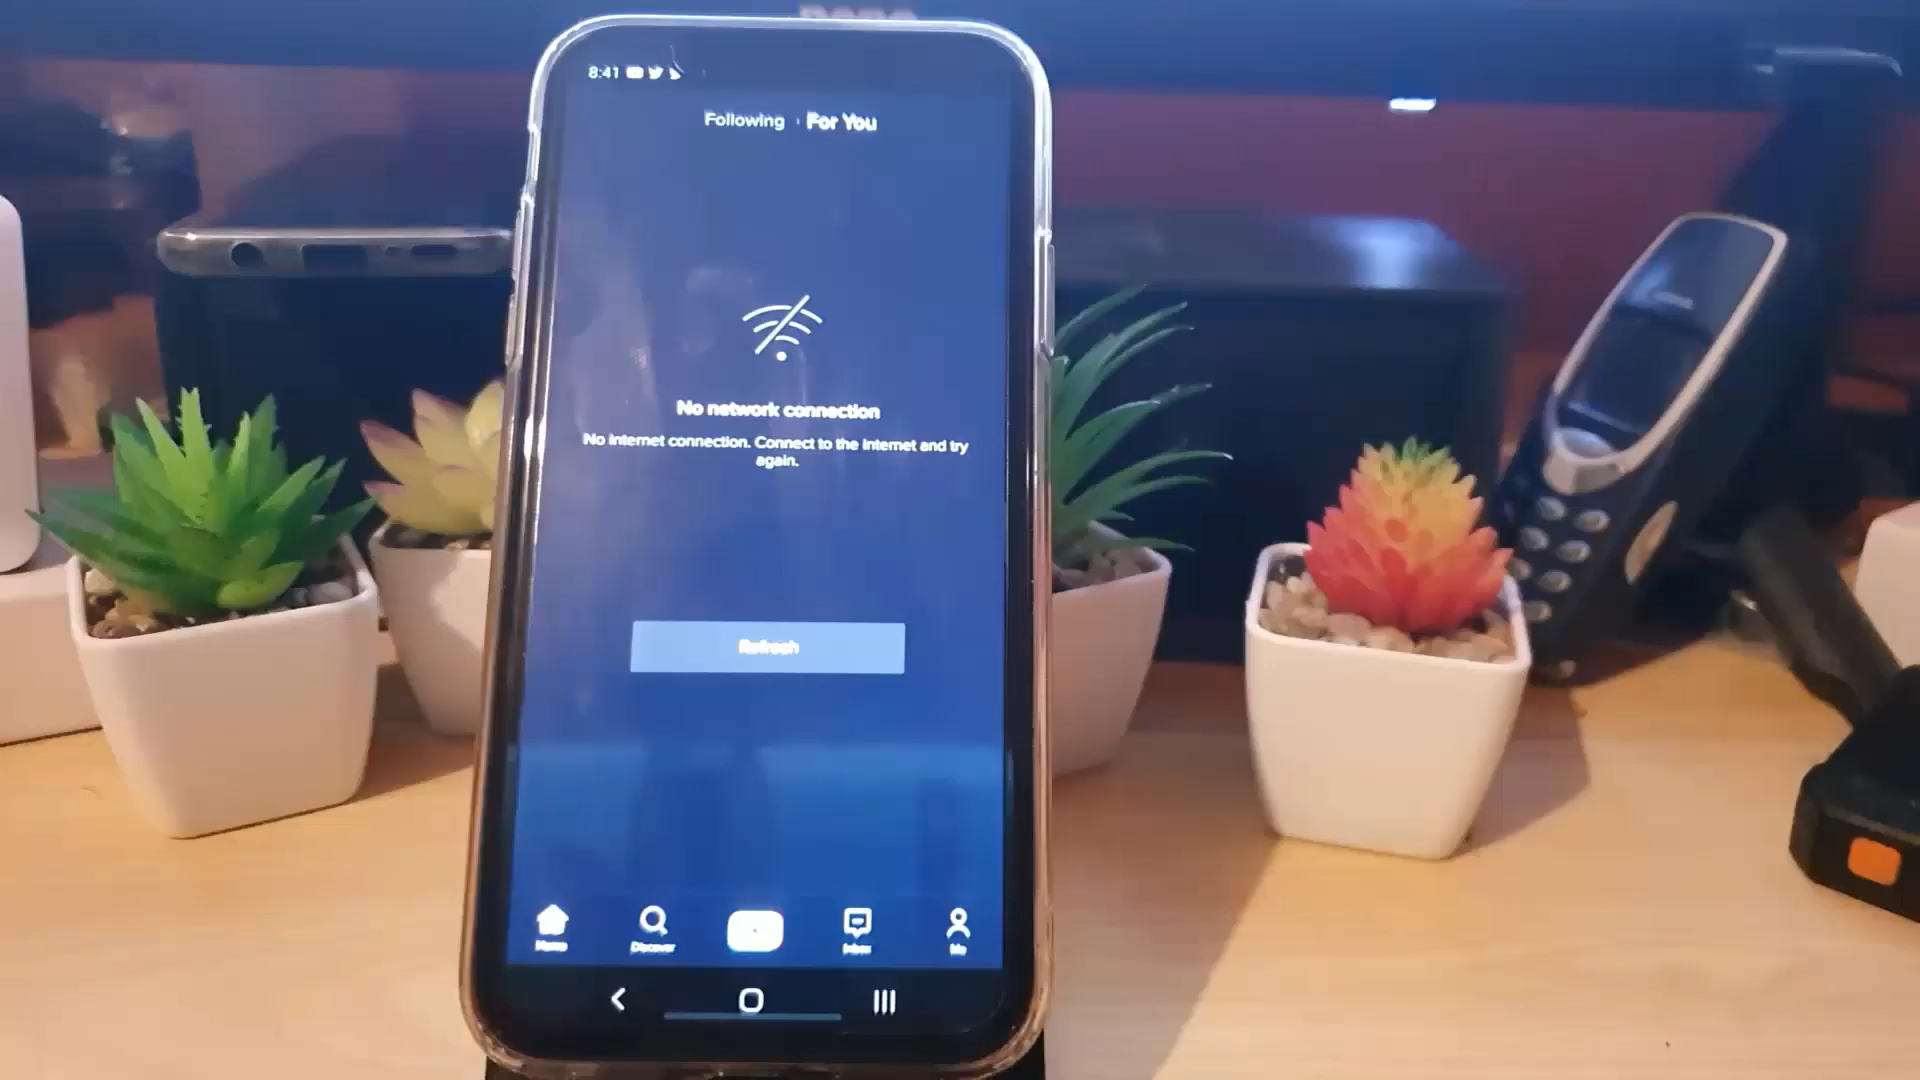 8:41
Following For You
No network connection
No internet connection. Connect to the internet and try
again.
Refresh
Home Discover Inbox Me